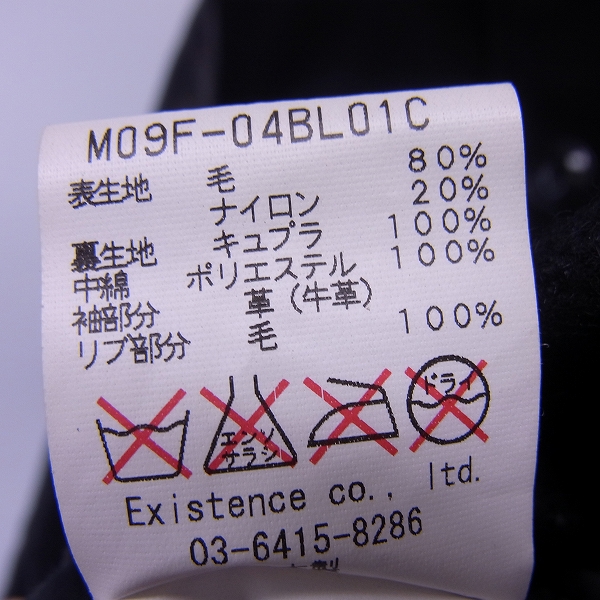 M09F-04BL01C
表生地 毛 80%
ナイロン 20%
裏生地 キュプラ 100%
中綿 ポリエステル 100%
袖部分 革(牛革)
リブ部分 毛 100%
エンソ
サラシ
ドライ
Existence co., ltd.
03-6415-8286